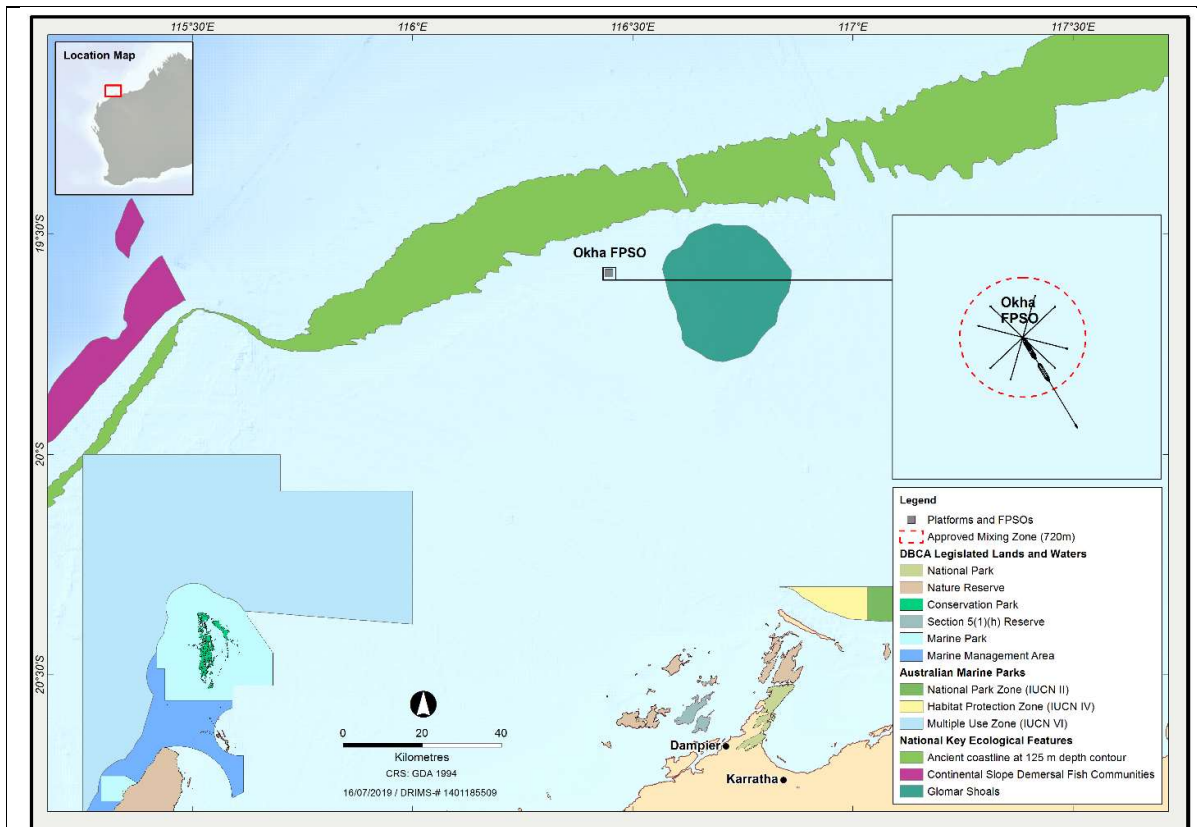 115°30'E
116°E
116°30'E
117°E
117°30'E
Location Map
19°30'S
20°S
20°30'S
Okha FPSO
Okha
FPSO
Legend
Platforms and FPSOs
Approved Mixing Zone (720m)
DBCA Legislated Lands and Waters
National Park
Nature Reserve
Conservation Park
Section 5(1)(h) Reserve
Marine Park
Marine Management Area
Australian Marine Parks
National Park Zone (IUCN II)
Habitat Protection Zone (IUCN IV)
Multiple Use Zone (IUCN VI)
National Key Ecological Features
Ancient coastline at 125 m depth contour
Continental Slope Demersal Fish Communities
Glomar Shoals
Dampier
Karratha
0 20 40
Kilometres
CRS: GDA 1994
16/07/2019 / DRIMS-# 1401185509